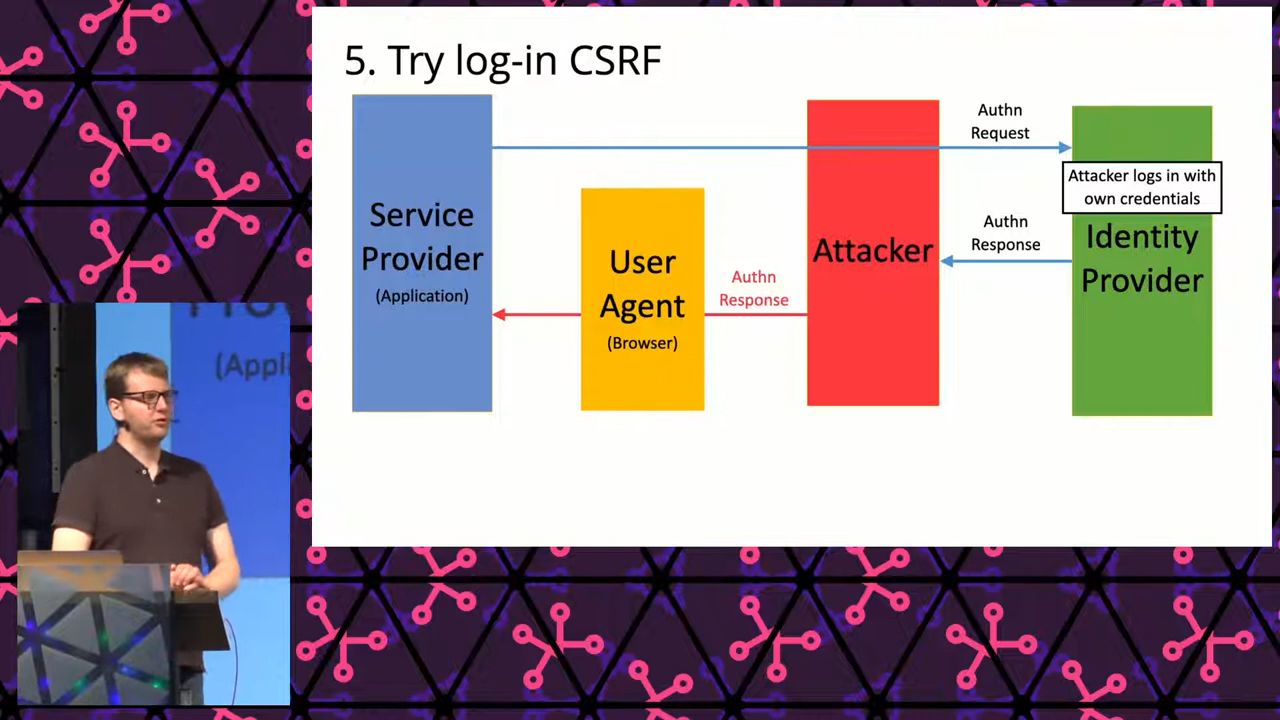 5. Try log-in CSRF
Authn
Request
Attacker logs in with
own credentials
Service
Provider
(Application)
User
Agent
(Browser)
Authn
Response
Attacker
Authn
Response
Identity
Provider
(Appli